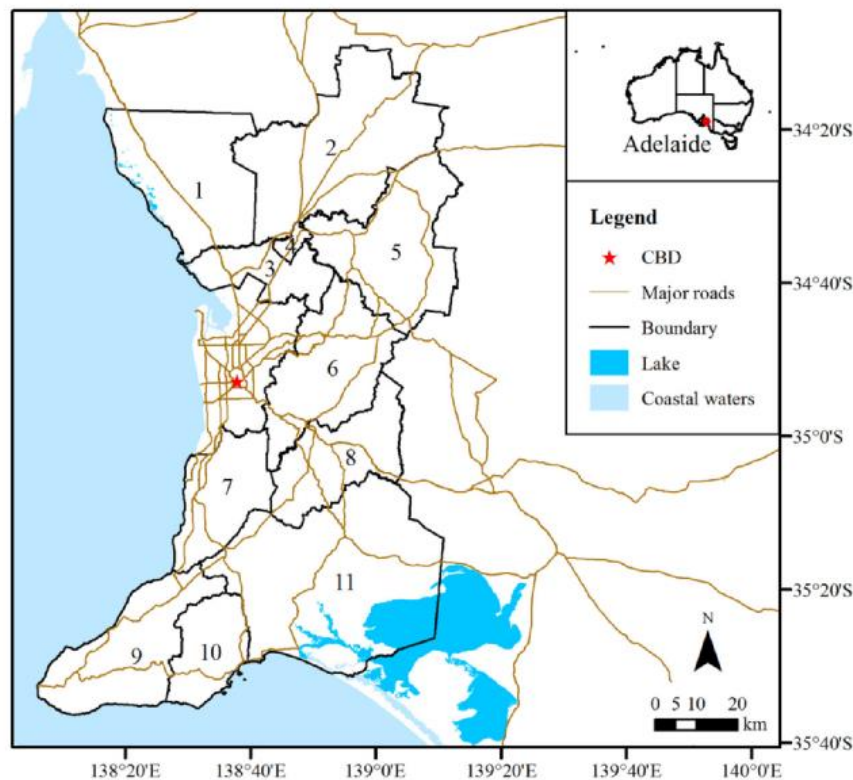 Adelaide
Legend
CBD
Major roads
Boundary
Lake
Coastal waters
34°20'S
34°40'S
35°0'S
35°20'S
35°40'S
1
2
3
4
5
6
7
8
9
10
11
N
0 5 10 20
km
138°20'E
138°40'E
139°0'E
139°20'E
139°40'E
140°0'E